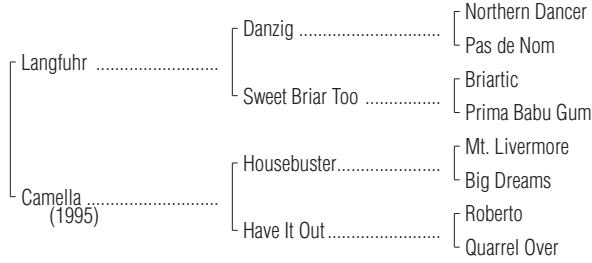 Northern Dancer
Danzig ............................
Pas de Nom
Langfuhr .........................
Briartic
Sweet Briar Too ...............
Prima Babu Gum
Mt. Livermore
Housebuster.....................
Big Dreams
Camella ...........................
(1995)
Roberto
Have It Out.......................
Quarrel Over